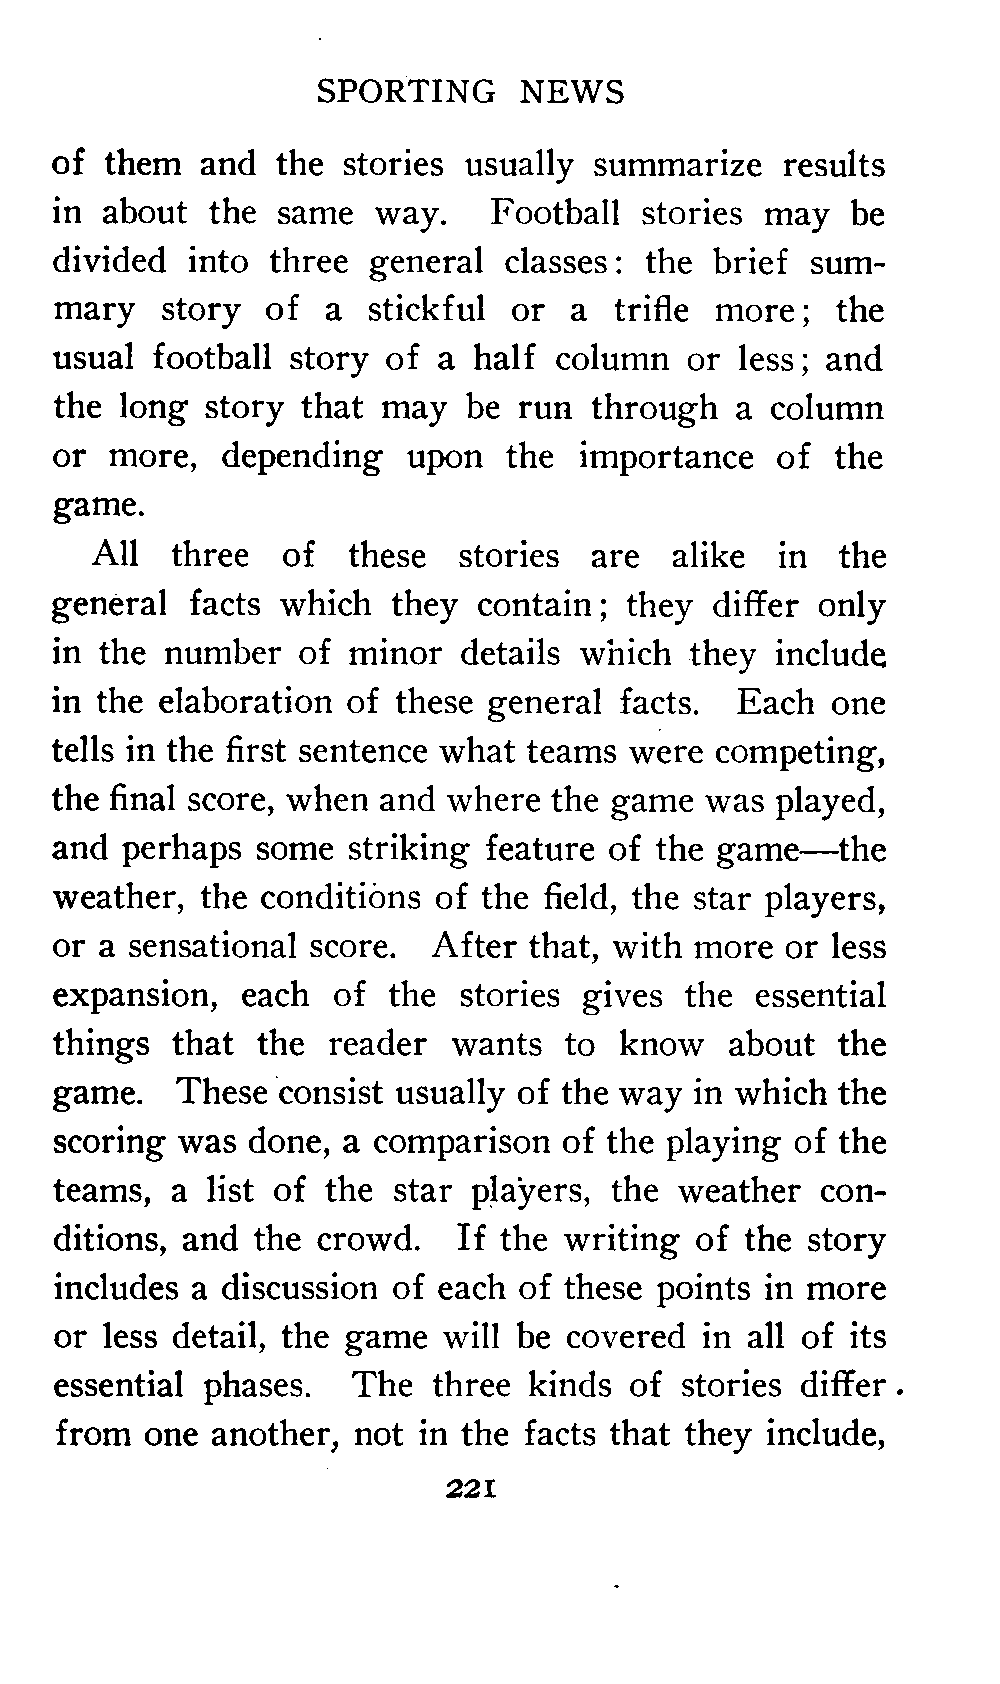 SPORTING NEWS
of them and the stories usually summarize results
in about the same way. Football stories may be
divided into three general classes: the brief sum-
mary story of a stickful or a trifle more; the
usual football story of a half column or less; and
the long story that may be run through a column
or more, depending upon the importance of the
game.
All three of these stories are alike in the
general facts which they contain; they differ only
in the number of minor details which they include
in the elaboration of these general facts. Each one
tells in the first sentence what teams were competing,
the final score, when and where the game was played,
and perhaps some striking feature of the game—the
weather, the conditions of the field, the star players,
or a sensational score. After that, with more or less
expansion, each of the stories gives the essential
things that the reader wants to know about the
game. These consist usually of the way in which the
scoring was done, a comparison of the playing of the
teams, a list of the star players, the weather con-
ditions, and the crowd. If the writing of the story
includes a discussion of each of these points in more
or less detail, the game will be covered in all of its
essential phases. The three kinds of stories differ
from one another, not in the facts that they include,
221